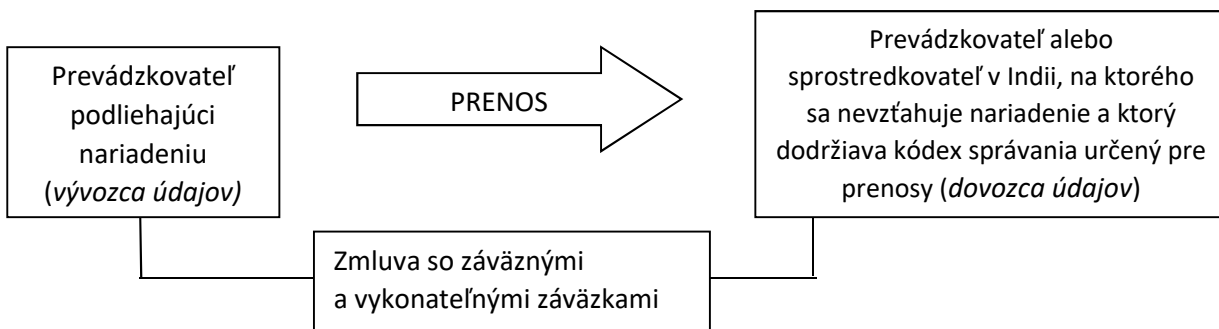 Prevádzkovateľ
podliehajúci
nariadeniu
(vývozca údajov)
PRENOS
Prevádzkovateľ alebo
sprostredkovateľ v Indii, na ktorého
sa nevzťahuje nariadenie a ktorý
dodržiava kódex správania určený pre
prenosy (dovozca údajov)
Zmluva so záväznými
a vykonateľnými záväzkami